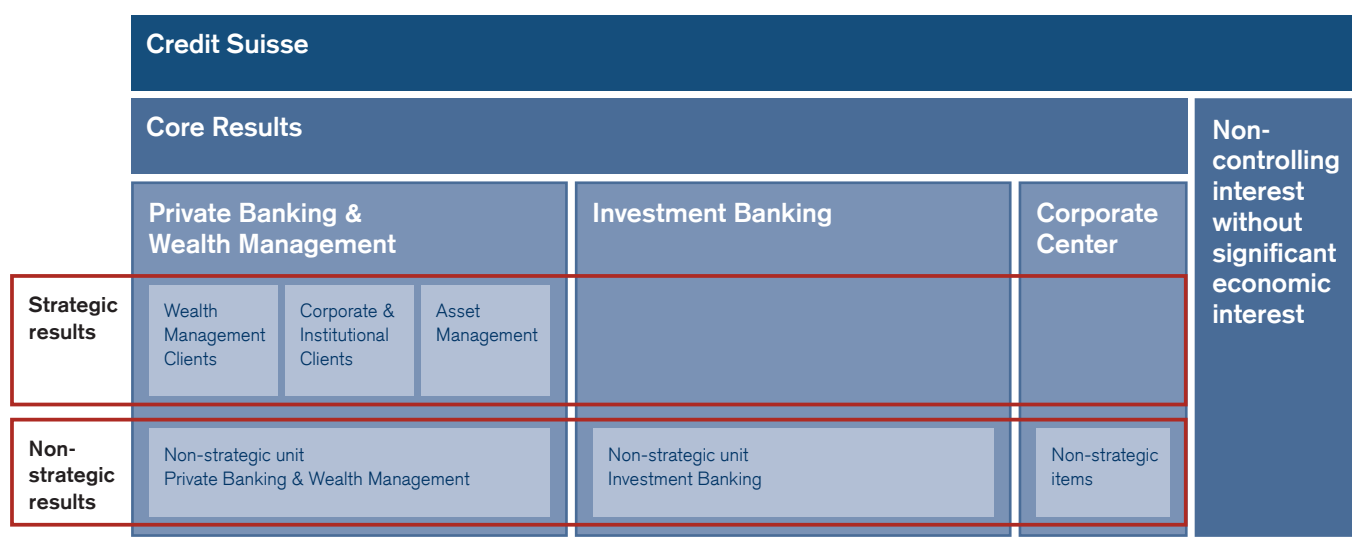 Credit Suisse
Core Results
Non-
controlling
interest
without
significant
economic
interest
Private Banking &
Wealth Management
Investment Banking
Corporate
Center
Strategic
results
Wealth
Management
Clients
Corporate &
Institutional
Clients
Asset
Management
Non-
strategic
results
Non-strategic unit
Private Banking & Wealth Management
Non-strategic unit
Investment Banking
Non-strategic
items